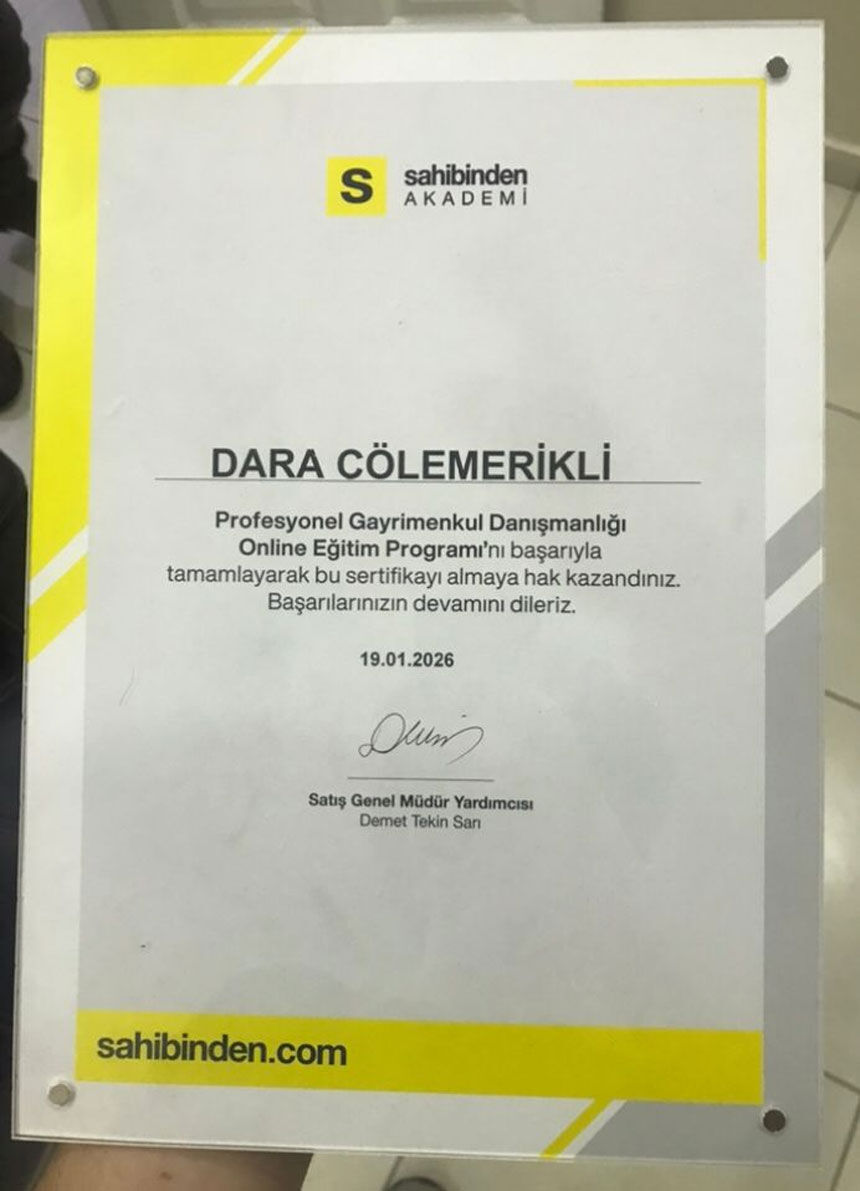 S
sahibinden
AKADEMİ
DARA CÖLEMERİKLİ
Profesyonel Gayrimenkul Danışmanlığı
Online Eğitim Programı'nı başarıyla
tamamlayarak bu sertifikayı almaya hak kazandınız.
Başarılarınızın devamını dileriz.
19.01.2026
Satış Genel Müdür Yardımcısı
Demet Tekin Sarı
sahibinden.com